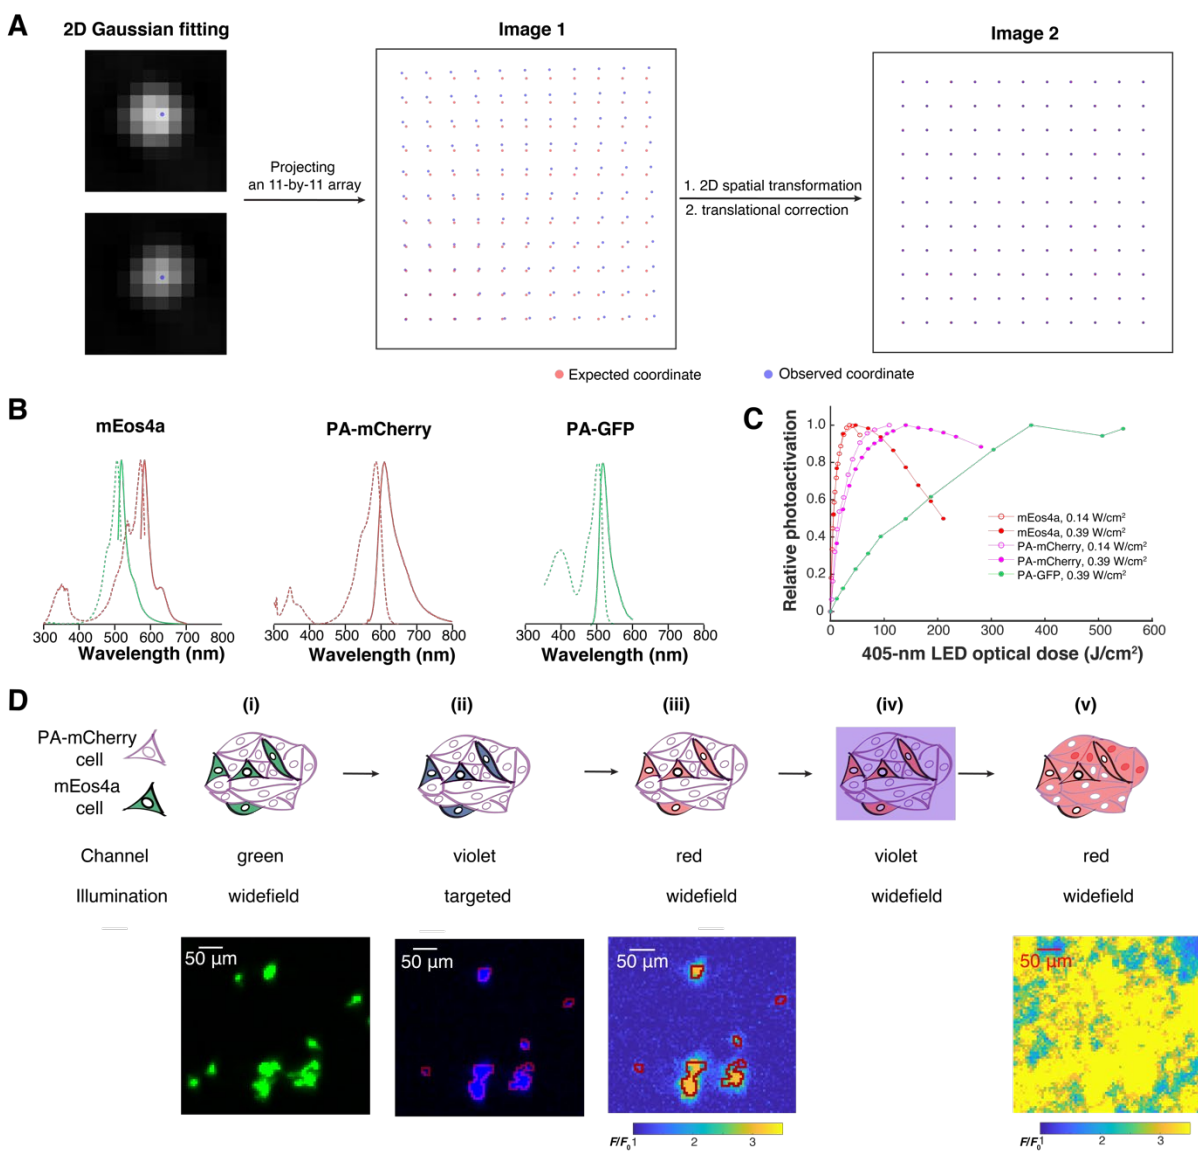 A
2D Gaussian fitting
Image 1
Image 2
Projecting
an 11-by-11 array
1. 2D spatial transformation
2. translational correction
Expected coordinate
Observed coordinate
B
mEos4a
PA-mCherry
PA-GFP
300 400 500 600 700 800
300 400 500 600 700 800
300 400 500 600 700 800
Wavelength (nm)
Wavelength (nm)
Wavelength (nm)
C
Relative photoactivation
1.0
0.8
0.6
0.4
0.2
0
0 100 200 300 400 500 600
405-nm LED optical dose (J/cm²)
mEos4a, 0.14 W/cm²
mEos4a, 0.39 W/cm²
PA-mCherry, 0.14 W/cm²
PA-mCherry, 0.39 W/cm²
PA-GFP, 0.39 W/cm²
D
(i) (ii) (iii) (iv) (v)
PA-mCherry
cell
mEos4a
cell
Channel green violet red violet red
Illumination widefield targeted widefield widefield widefield
50 µm
50 µm
50 µm
50 µm
F/F₀ 1 2 3
F/F₀ 1 2 3